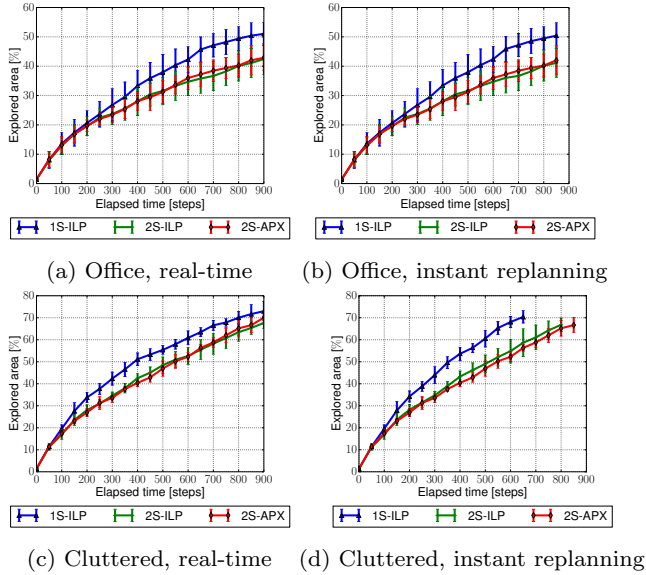 60
50
40
30
20
10
0
Explored area [%]
0 100 200 300 400 500 600 700 800 900
Elapsed time [steps]
1S-ILP 2S-ILP 2S-APX
(a) Office, real-time
60
50
40
30
20
10
0
Explored area [%]
0 100 200 300 400 500 600 700 800 900
Elapsed time [steps]
1S-ILP 2S-ILP 2S-APX
(b) Office, instant replanning
80
70
60
50
40
30
20
10
0
Explored area [%]
0 100 200 300 400 500 600 700 800 900
Elapsed time [steps]
1S-ILP 2S-ILP 2S-APX
(c) Cluttered, real-time
80
70
60
50
40
30
20
10
0
Explored area [%]
0 100 200 300 400 500 600 700 800 900
Elapsed time [steps]
1S-ILP 2S-ILP 2S-APX
(d) Cluttered, instant replanning